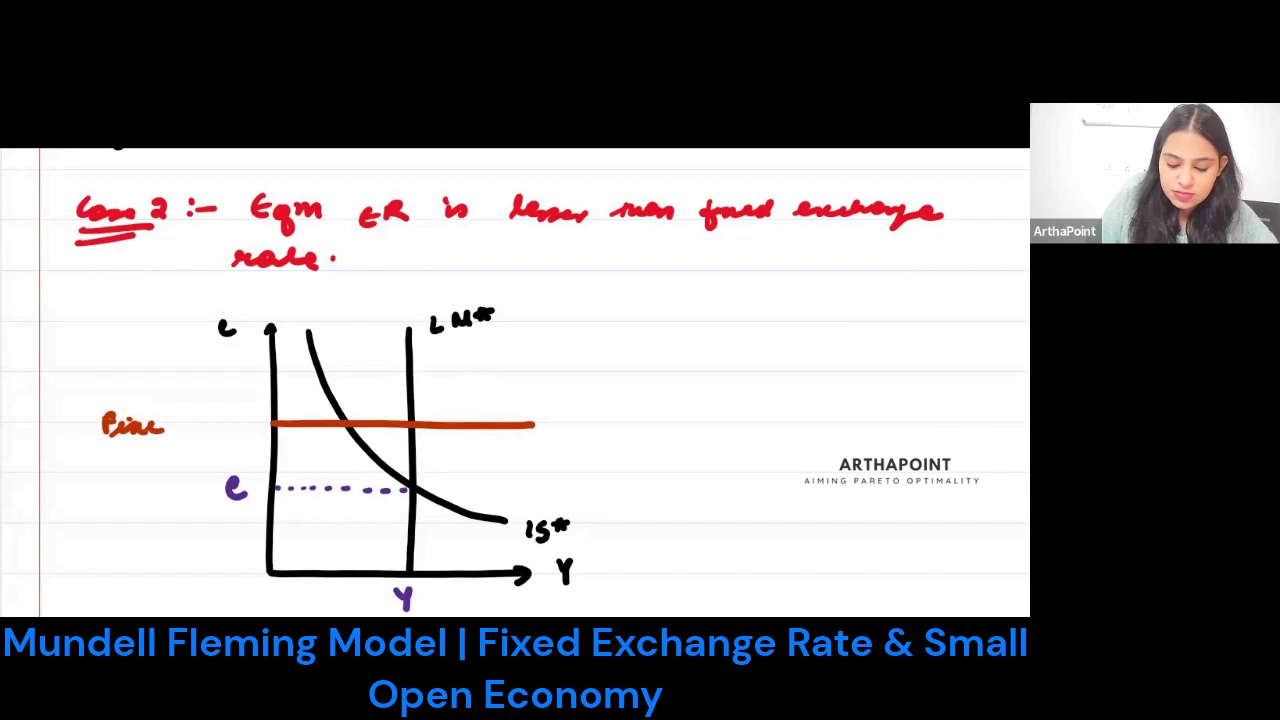 Case 2 :- Eqm ER is lesser than fixed exchange
rate.
e
LM*
Fixed
e
IS*
Y
Y
ARTHAPOINT
AIMING PARETO OPTIMALITY
ArthaPoint
Mundell Fleming Model | Fixed Exchange Rate & Small
Open Economy